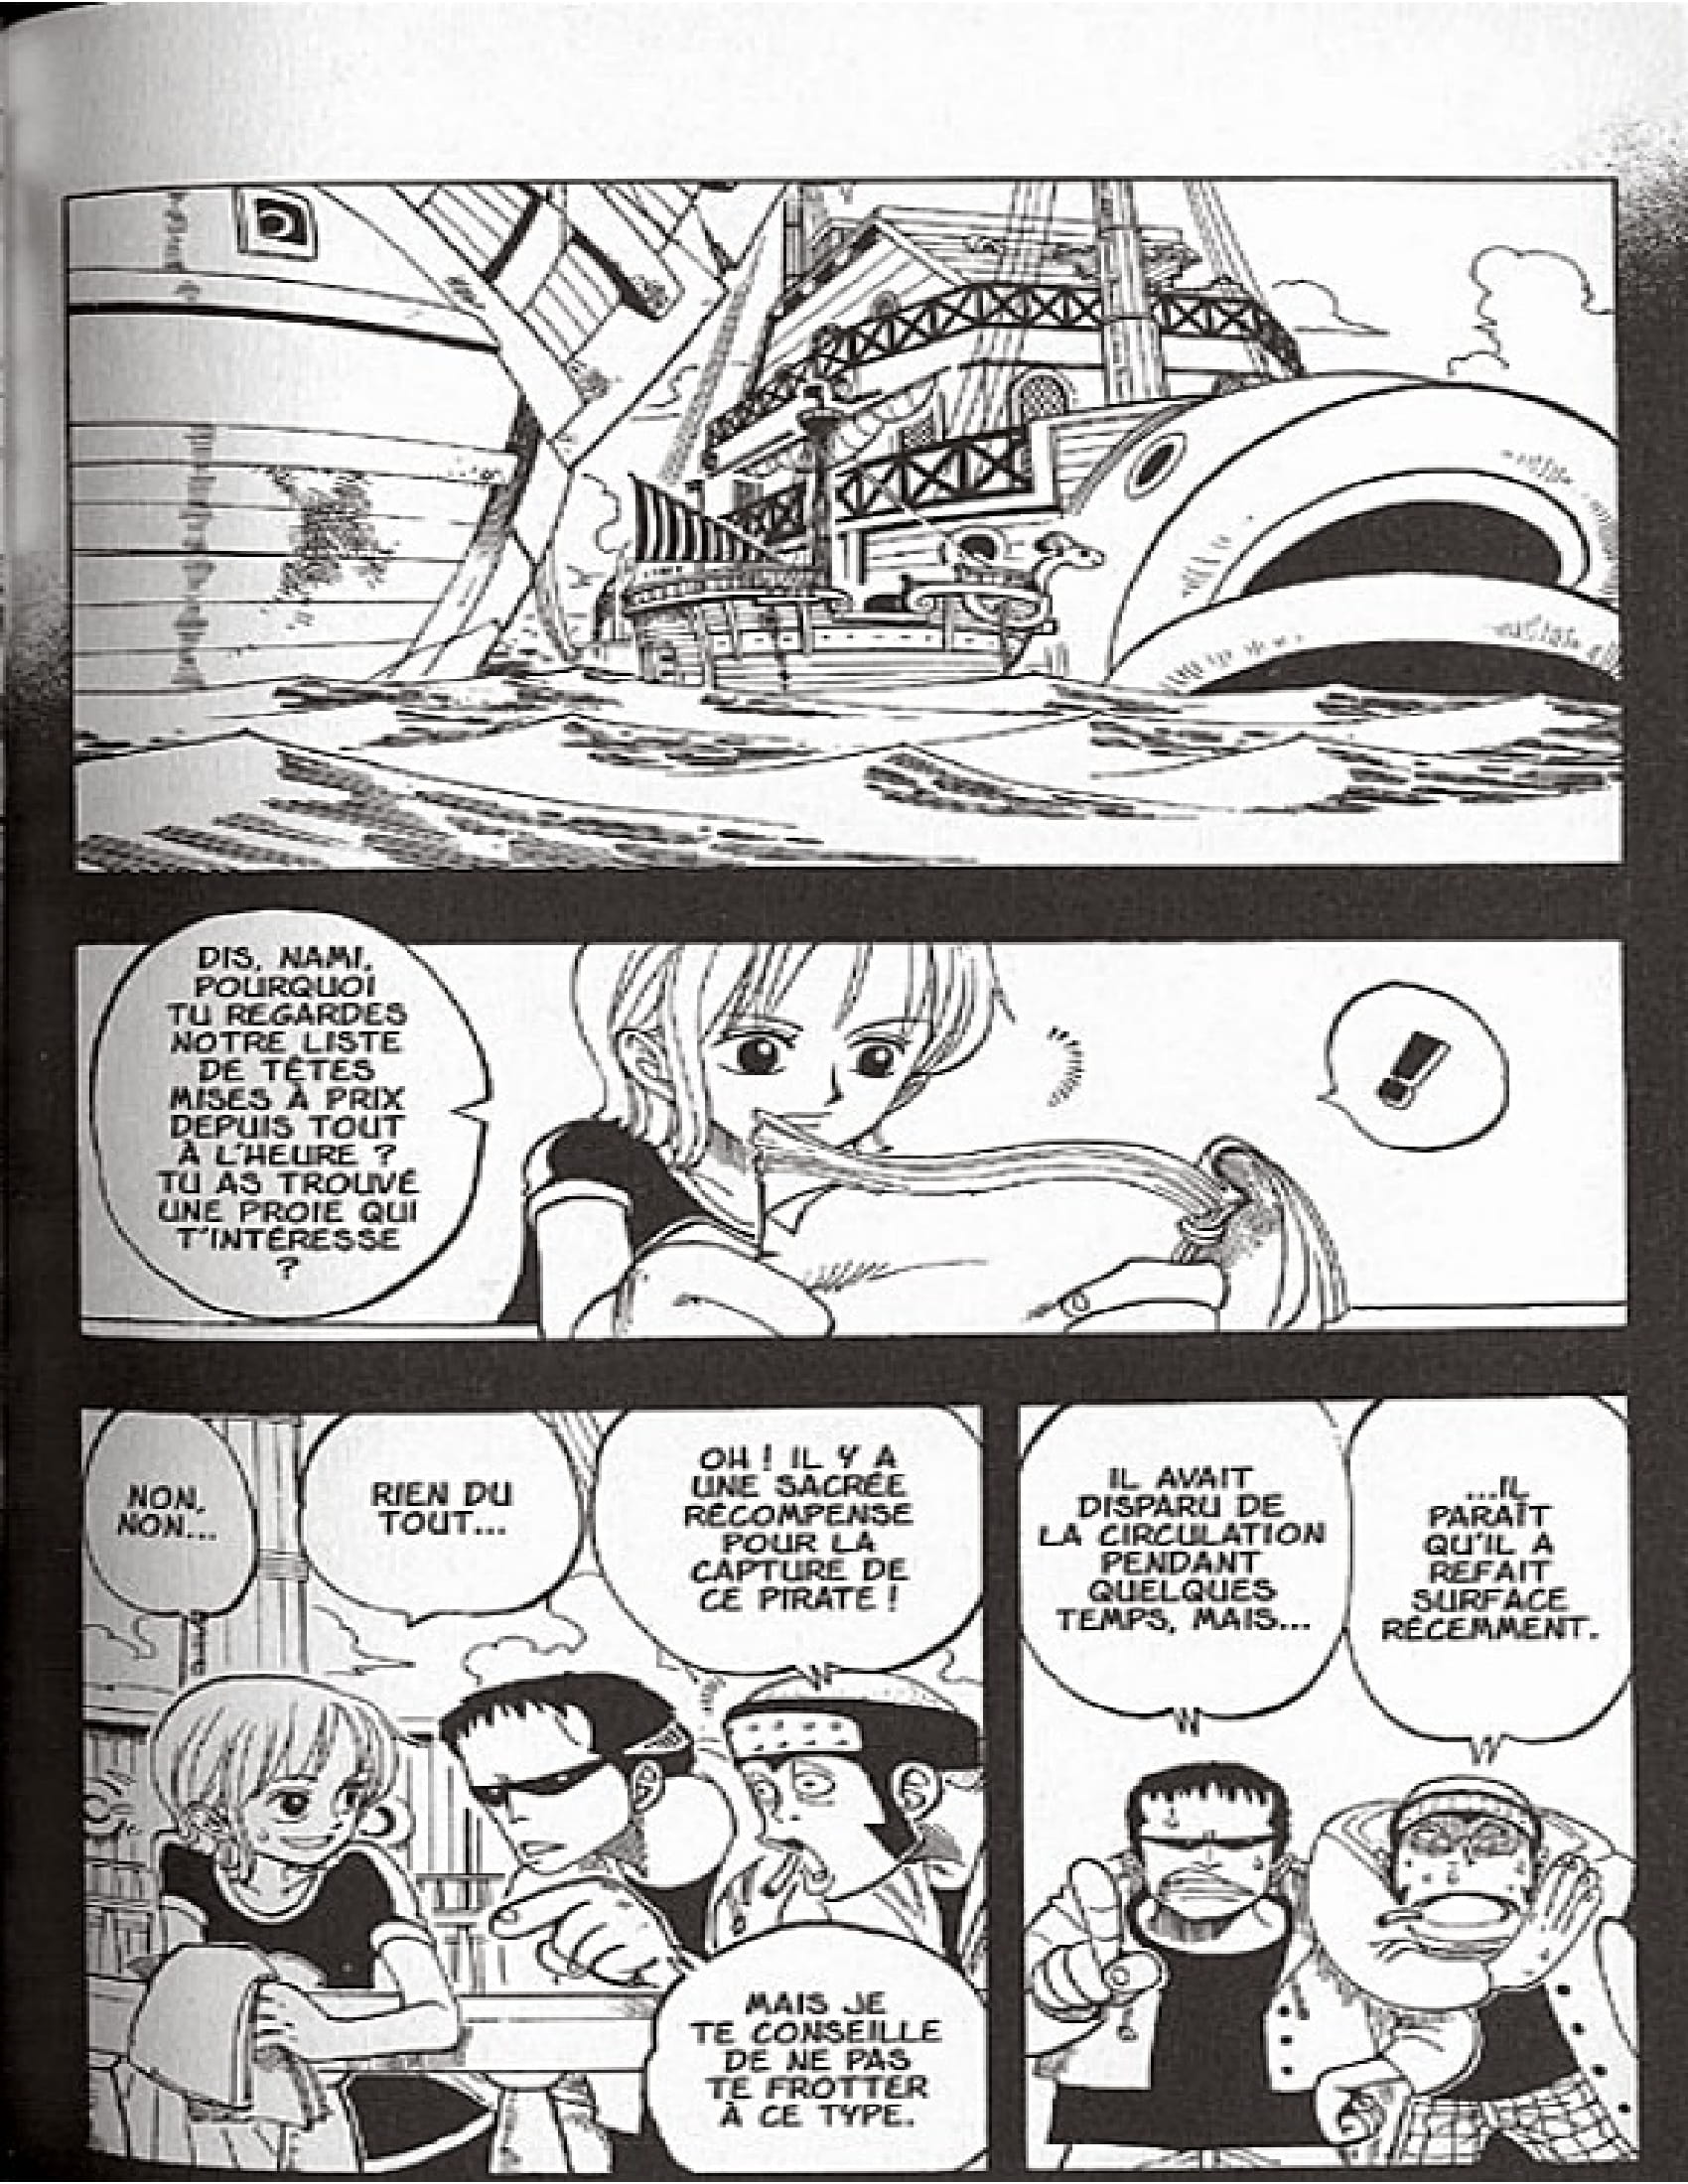 DIS, NAMI,
POURQUOI
TU REGARDES
NOTRE LISTE
DE TÊTES
MISES À PRIX
DEPUIS TOUT
À L'HEURE ?
TU AS TROUVÉ
UNE PROIE QUI
T'INTÉRESSE
?
!
NON,
NON...
RIEN DU
TOUT...
OH ! IL Y A
UNE SACRÉE
RÉCOMPENSE
POUR LA
CAPTURE DE
CE PIRATE !
MAIS JE
TE CONSEILLE
DE NE PAS
TE FROTTER
À CE TYPE.
IL AVAIT
DISPARU DE
LA CIRCULATION
PENDANT
QUELQUES
TEMPS, MAIS...
...IL
PARAÎT
QU'IL A
REFAIT
SURFACE
RÉCEMMENT.